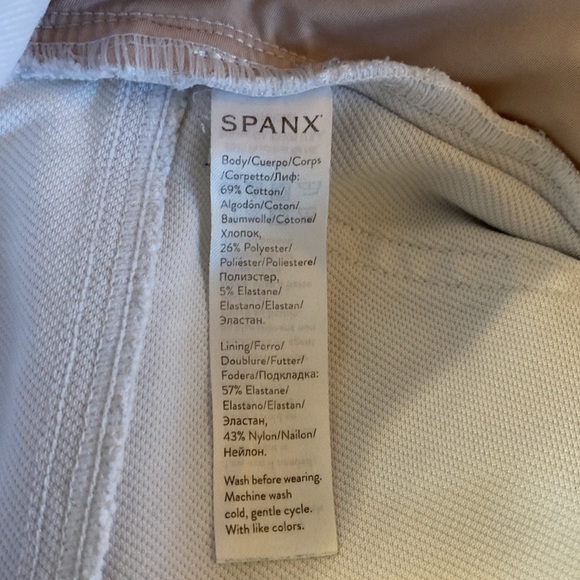 SPANX
Body/Cuerpo/Corps
/Corpetto/Лиф:
69% Cotton/
Algodón/Coton/
Baumwolle/Cotone/
Хлопок,
26% Polyester/
Poliéster/Poliestere/
Полиэстер,
5% Elastane/
Elastano/Elastan/
Эластан.
Lining/Forro/
Doublure/Futter/
Fodera/Подкладка:
57% Elastane/
Elastano/Elastan/
Эластан,
43% Nylon/Nailon/
Нейлон.
Wash before wearing.
Machine wash
cold, gentle cycle.
With like colors.